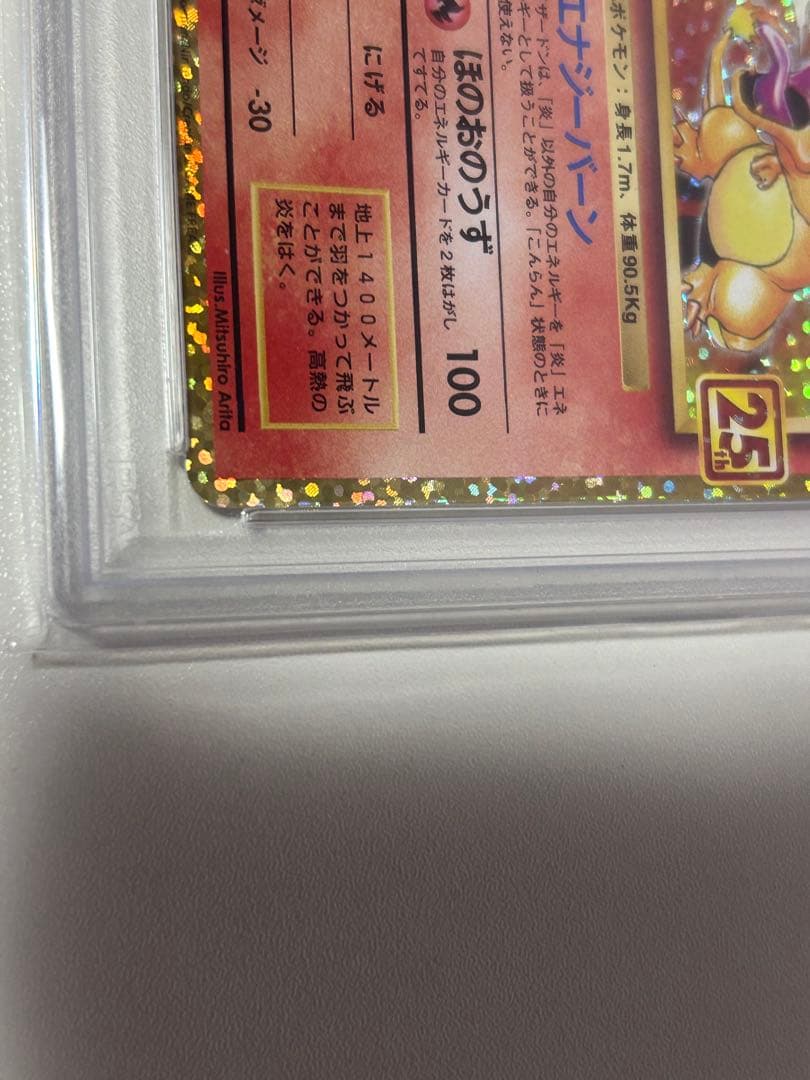 ポケモン：身長1.7m、体重90.5Kg
25th
エナジーバーン
ザードンは、「炎」以外の自分のエネルギーを「炎」エネ
ギーとして扱うことができる。「こんらん」状態のときに
使えない。
ほのおのうず 100
自分のエネルギーカードを2枚はがし
てすてる。
にげる
メージ -30
地上1400メートル
まで羽をつかって飛ぶ
ことができる。高熱の
炎をはく。
Illus.Mitsuhiro Arita